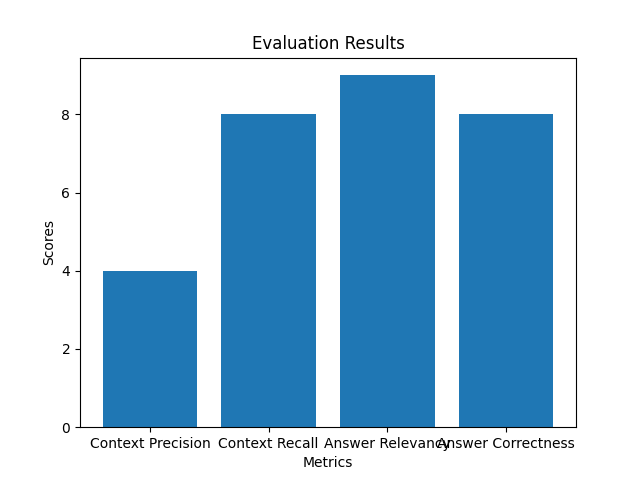 Evaluation Results
8
6
4
2
0
Scores
Context Precision Context Recall Answer Relevancy Answer Correctness
Metrics